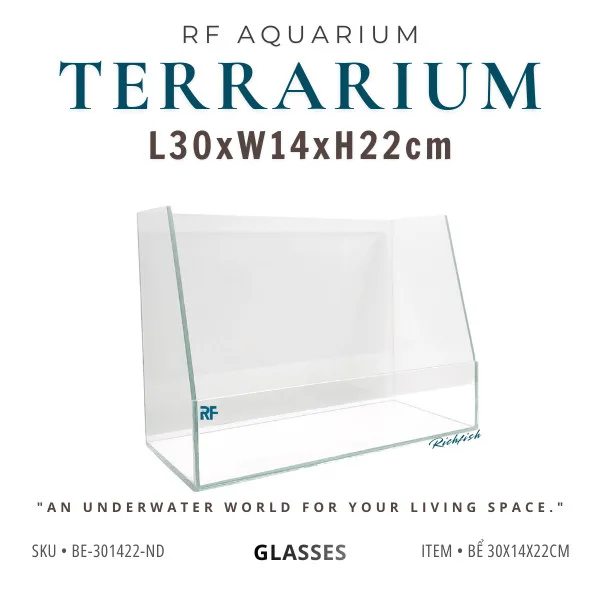 RF AQUARIUM
TERRARIUM
L30xW14xH22cm
RF
Richfish
"AN UNDERWATER WORLD FOR YOUR LIVING SPACE."
SKU • BE-301422-ND
GLASSES
ITEM • BỂ 30X14X22CM